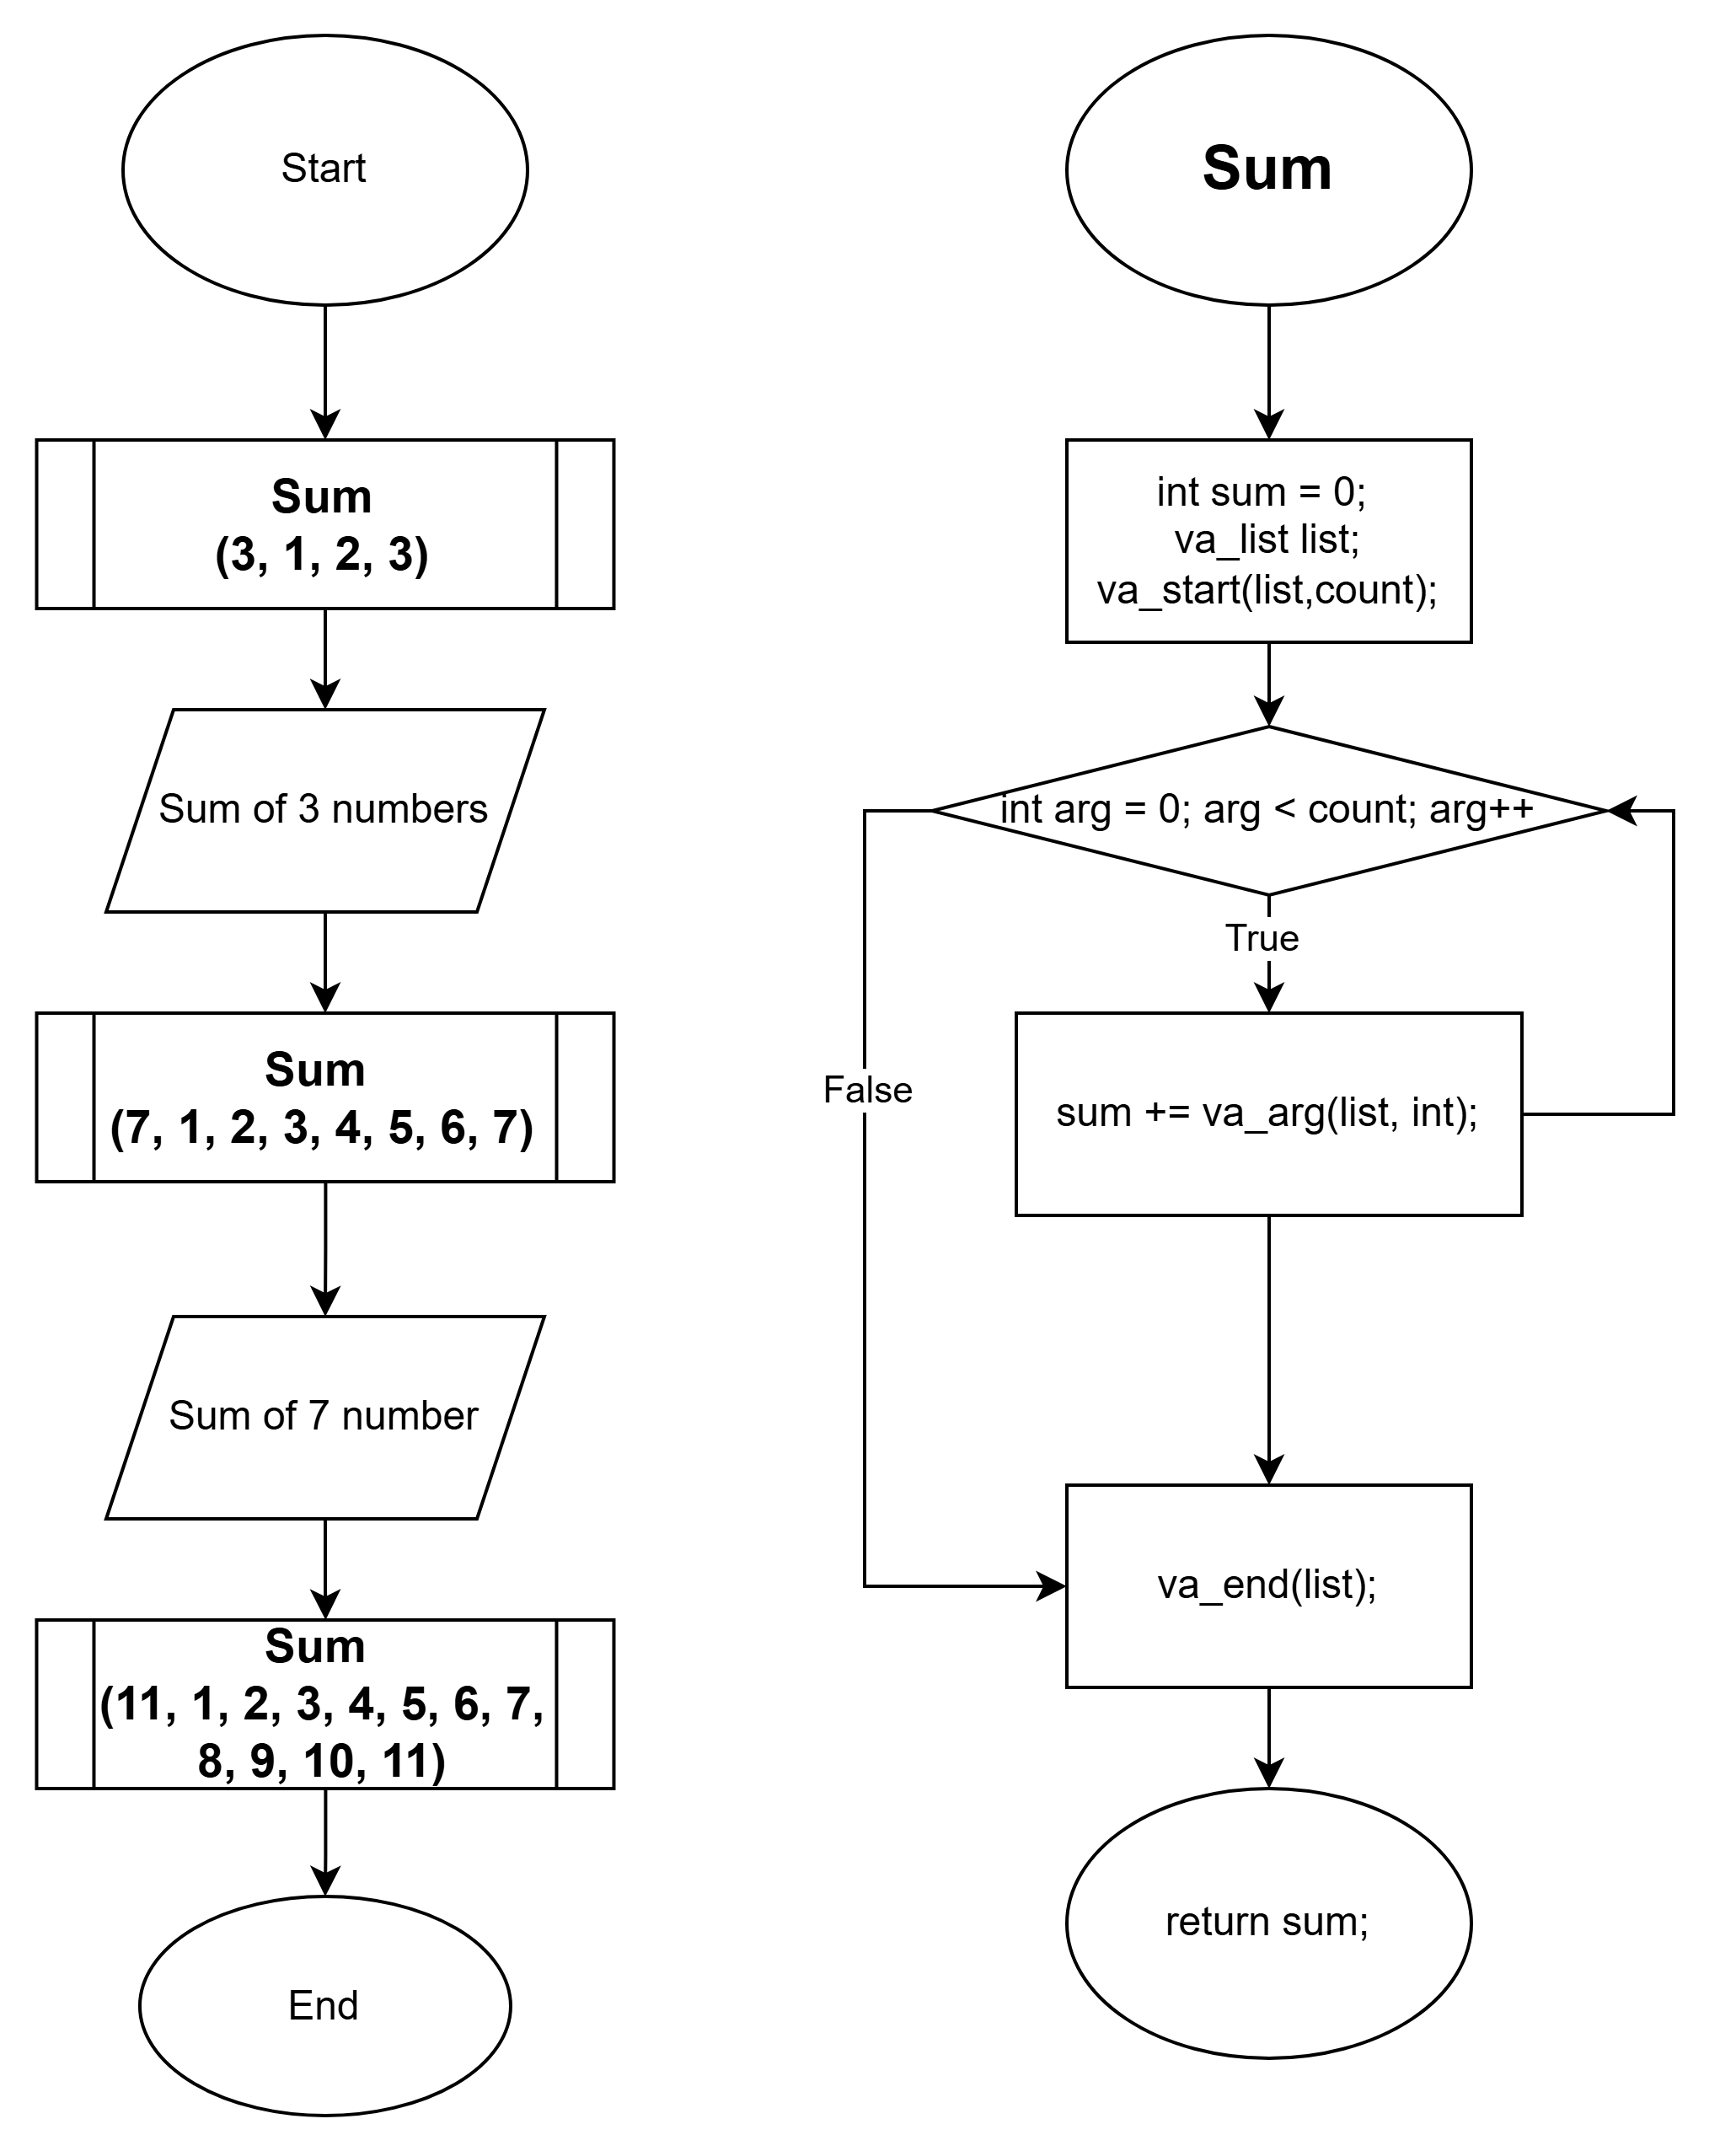 Start
Sum
(3, 1, 2, 3)
Sum of 3 numbers
Sum
(7, 1, 2, 3, 4, 5, 6, 7)
Sum of 7 number
Sum
(11, 1, 2, 3, 4, 5, 6, 7,
8, 9, 10, 11)
End
Sum
int sum = 0;
va_list list;
va_start(list,count);
int arg = 0; arg < count; arg++
True
False
sum += va_arg(list, int);
va_end(list);
return sum;